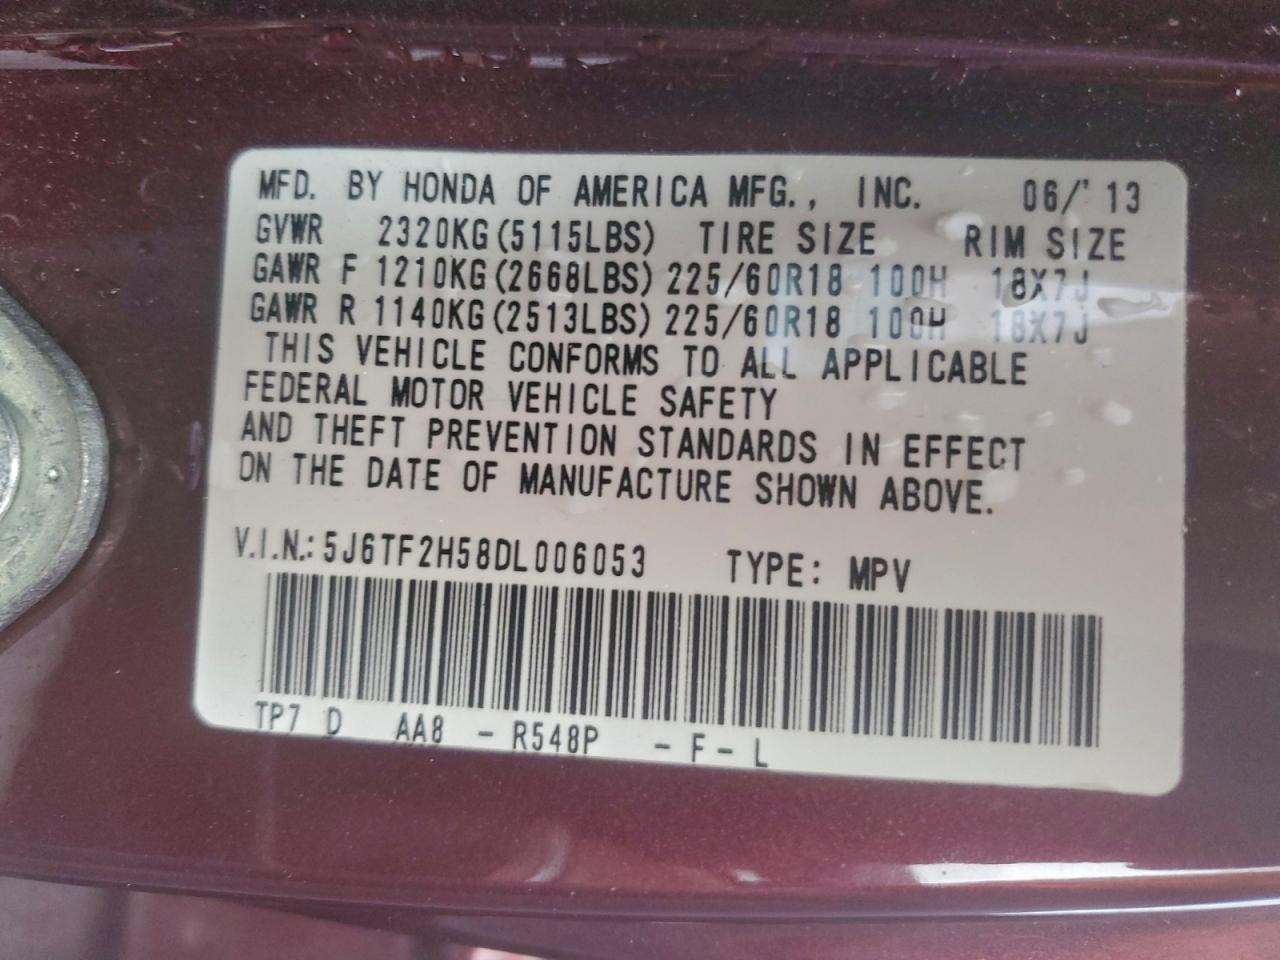 MFD. BY HONDA OF AMERICA MFG., INC. 06/'13
GVWR 2320KG(5115LBS) TIRE SIZE RIM SIZE
GAWR F 1210KG(2668LBS) 225/60R18 100H 18X7J
GAWR R 1140KG(2513LBS) 225/60R18 100H 18X7J
THIS VEHICLE CONFORMS TO ALL APPLICABLE
FEDERAL MOTOR VEHICLE SAFETY
AND THEFT PREVENTION STANDARDS IN EFFECT
ON THE DATE OF MANUFACTURE SHOWN ABOVE.
V.I.N.: 5J6TF2H58DL006053 TYPE: MPV
TP7 D AA8 - R548P - F - L